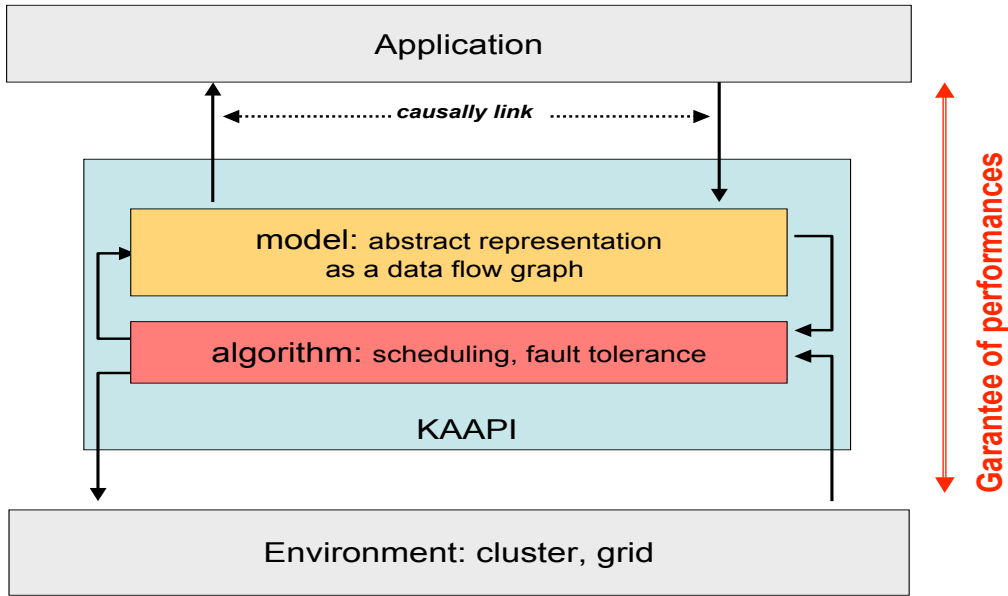 Application
causally link
model: abstract representation
as a data flow graph
algorithm: scheduling, fault tolerance
KAAPI
Environment: cluster, grid
Garantee of performances